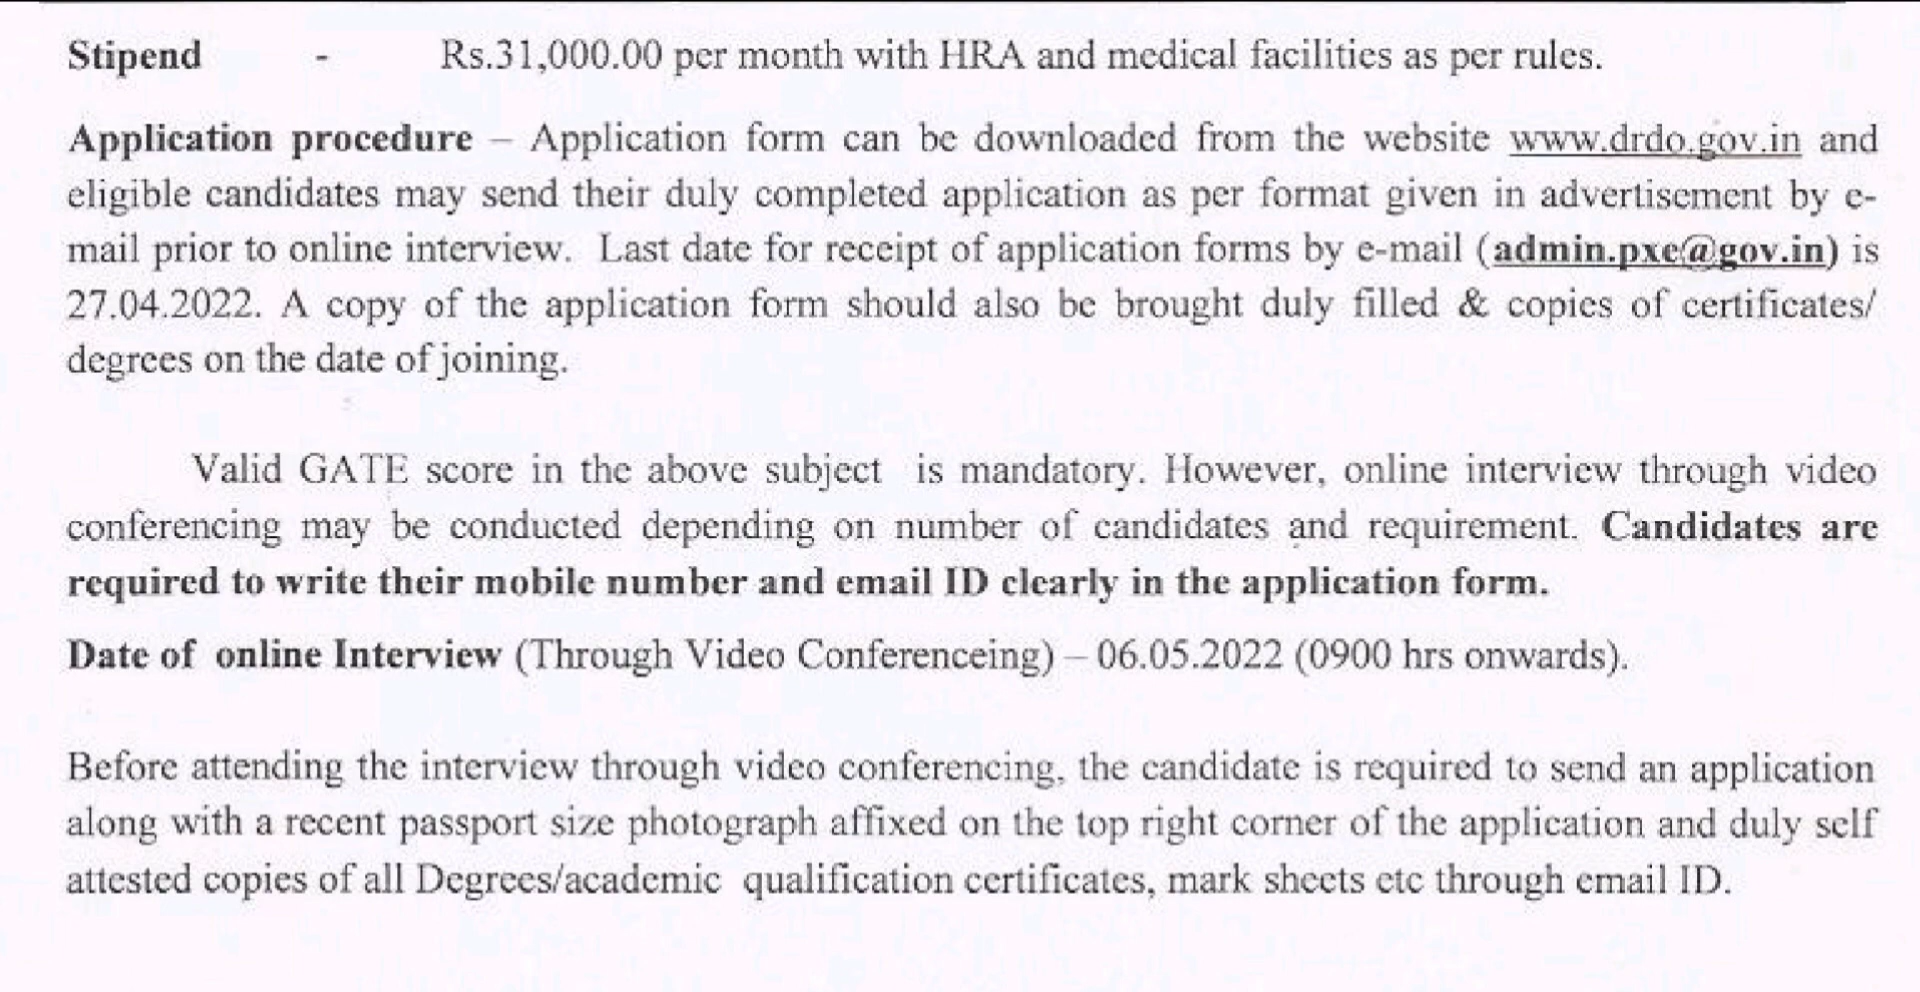 Stipend - Rs.31,000.00 per month with HRA and medical facilities as per rules.
Application procedure – Application form can be downloaded from the website www.drdo.gov.in and
eligible candidates may send their duly completed application as per format given in advertisement by e-
mail prior to online interview. Last date for receipt of application forms by e-mail (admin.pxe@gov.in) is
27.04.2022. A copy of the application form should also be brought duly filled & copies of certificates/
degrees on the date of joining.
Valid GATE score in the above subject is mandatory. However, online interview through video
conferencing may be conducted depending on number of candidates and requirement. Candidates are
required to write their mobile number and email ID clearly in the application form.
Date of online Interview (Through Video Conferenceing) – 06.05.2022 (0900 hrs onwards).
Before attending the interview through video conferencing, the candidate is required to send an application
along with a recent passport size photograph affixed on the top right corner of the application and duly self
attested copies of all Degrees/academic qualification certificates, mark sheets etc through email ID.